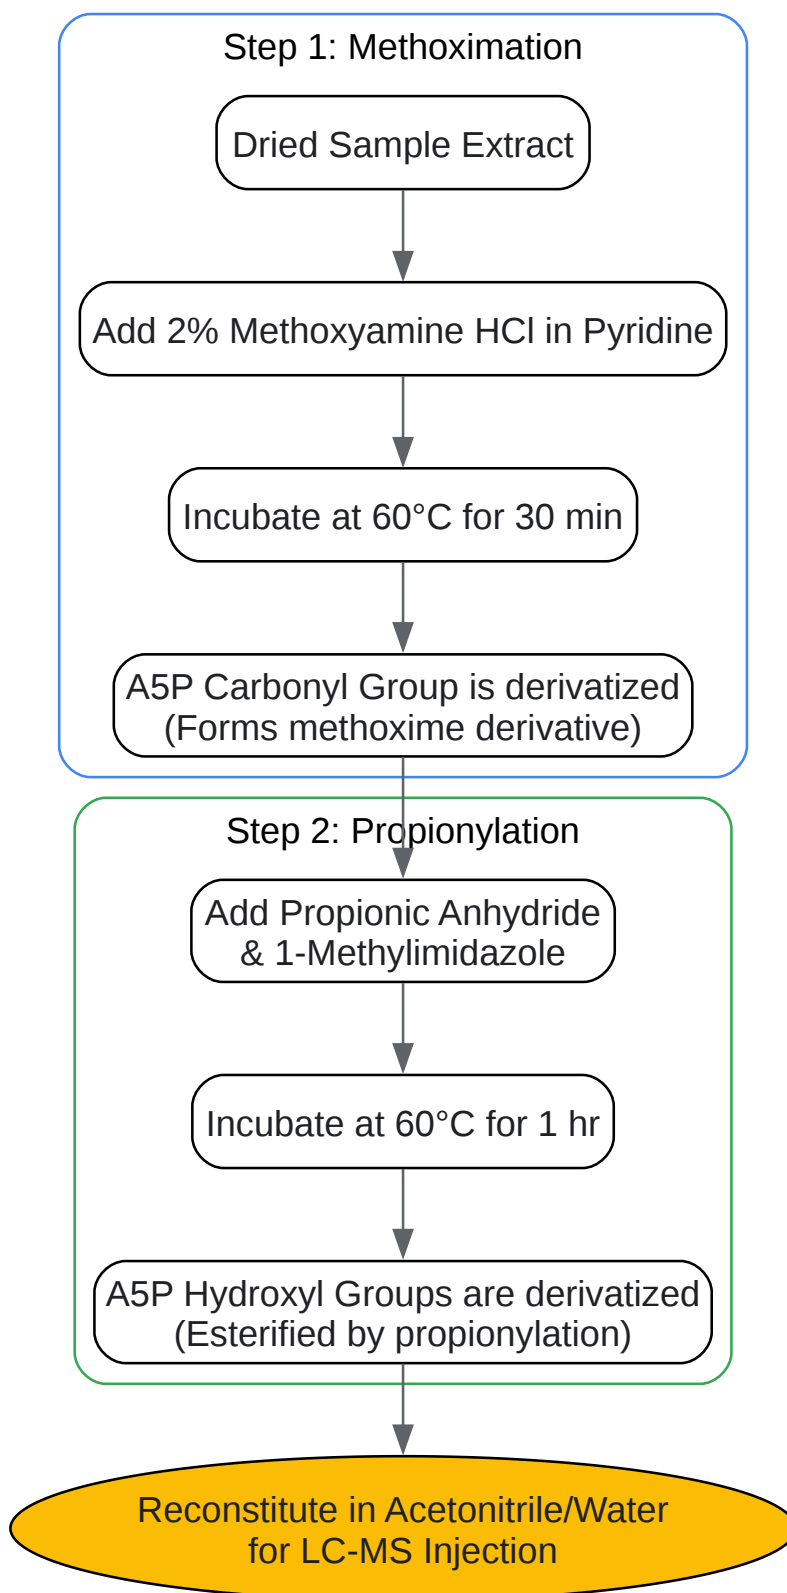 Step 1: Methoximation
Dried Sample Extract
Add 2% Methoxyamine HCl in Pyridine
Incubate at 60°C for 30 min
A5P Carbonyl Group is derivatized
(Forms methoxime derivative)
Step 2: Propionylation
Add Propionic Anhydride
& 1-Methylimidazole
Incubate at 60°C for 1 hr
A5P Hydroxyl Groups are derivatized
(Esterified by propionylation)
Reconstitute in Acetonitrile/Water
for LC-MS Injection